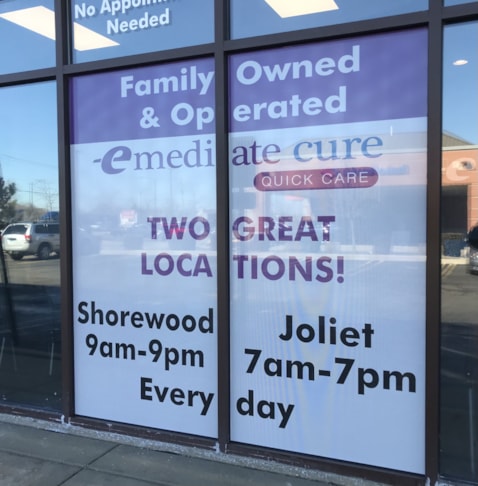 No Appointment
Needed
Family Owned
& Operated
emediate cure
QUICK CARE
TWO GREAT
LOCATIONS!
Shorewood
9am-9pm
Joliet
7am-7pm
Every day